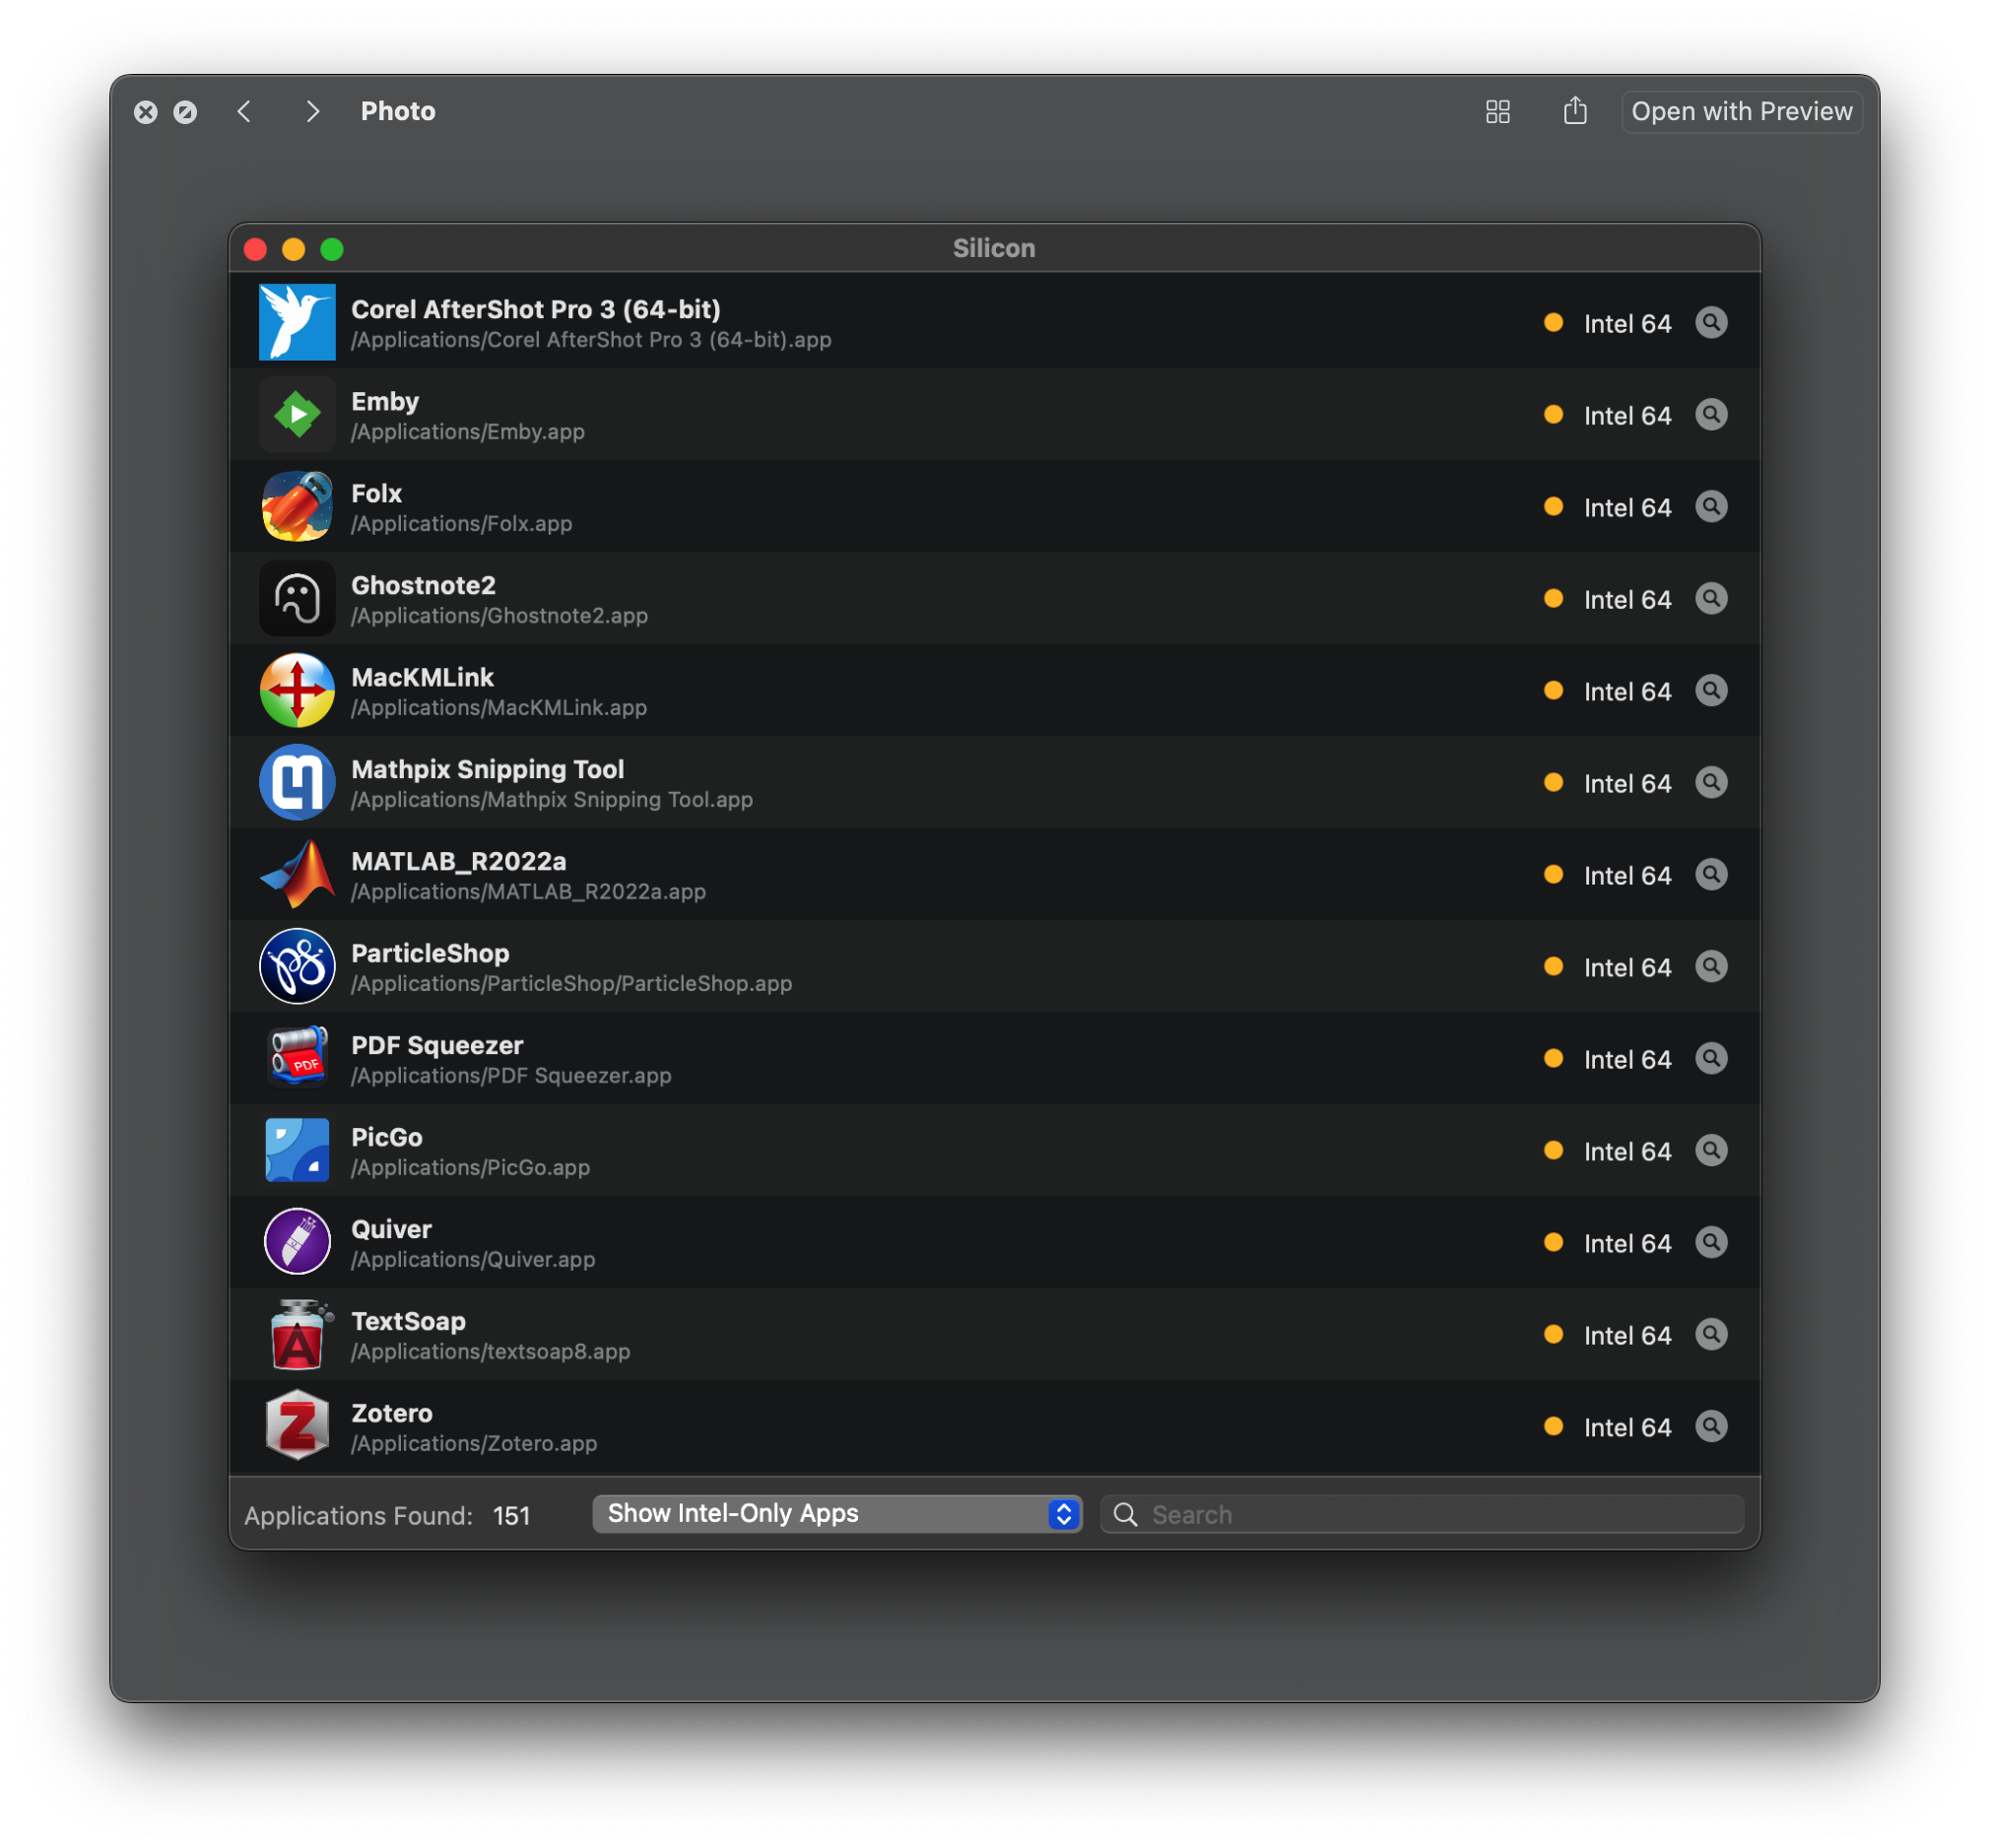 Photo
Open with Preview
Silicon
Corel AfterShot Pro 3 (64-bit)
/Applications/Corel AfterShot Pro 3 (64-bit).app
Intel 64
Emby
/Applications/Emby.app
Intel 64
Folx
/Applications/Folx.app
Intel 64
Ghostnote2
/Applications/Ghostnote2.app
Intel 64
MacKMLink
/Applications/MacKMLink.app
Intel 64
Mathpix Snipping Tool
/Applications/Mathpix Snipping Tool.app
Intel 64
MATLAB_R2022a
/Applications/MATLAB_R2022a.app
Intel 64
ParticleShop
/Applications/ParticleShop/ParticleShop.app
Intel 64
PDF
PDF Squeezer
/Applications/PDF Squeezer.app
Intel 64
PicGo
/Applications/PicGo.app
Intel 64
Quiver
/Applications/Quiver.app
Intel 64
A
TextSoap
/Applications/textsoap8.app
Intel 64
Z
Zotero
/Applications/Zotero.app
Intel 64
Applications Found: 151
Show Intel-Only Apps
Search